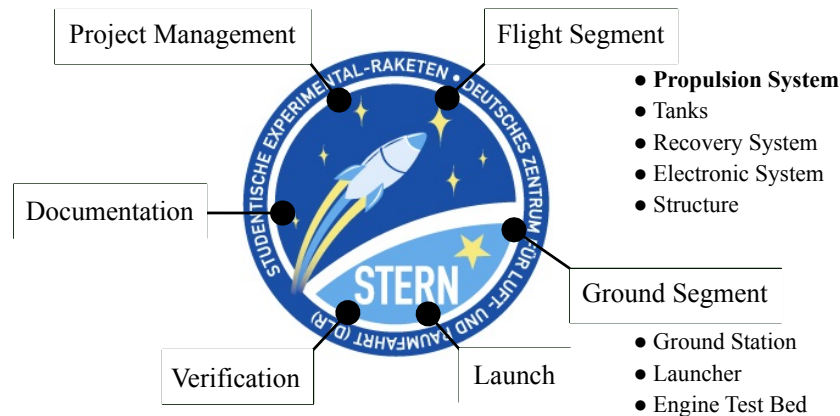 Project Management
Flight Segment
● Propulsion System
● Tanks
● Recovery System
● Electronic System
● Structure
Documentation
STUDENTISCHE EXPERIMENTAL-RAKETEN • DEUTSCHES ZENTRUM FÜR LUFT- UND RAUMFAHRT (DLR)
STERN
Ground Segment
● Ground Station
● Launcher
● Engine Test Bed
Verification
Launch